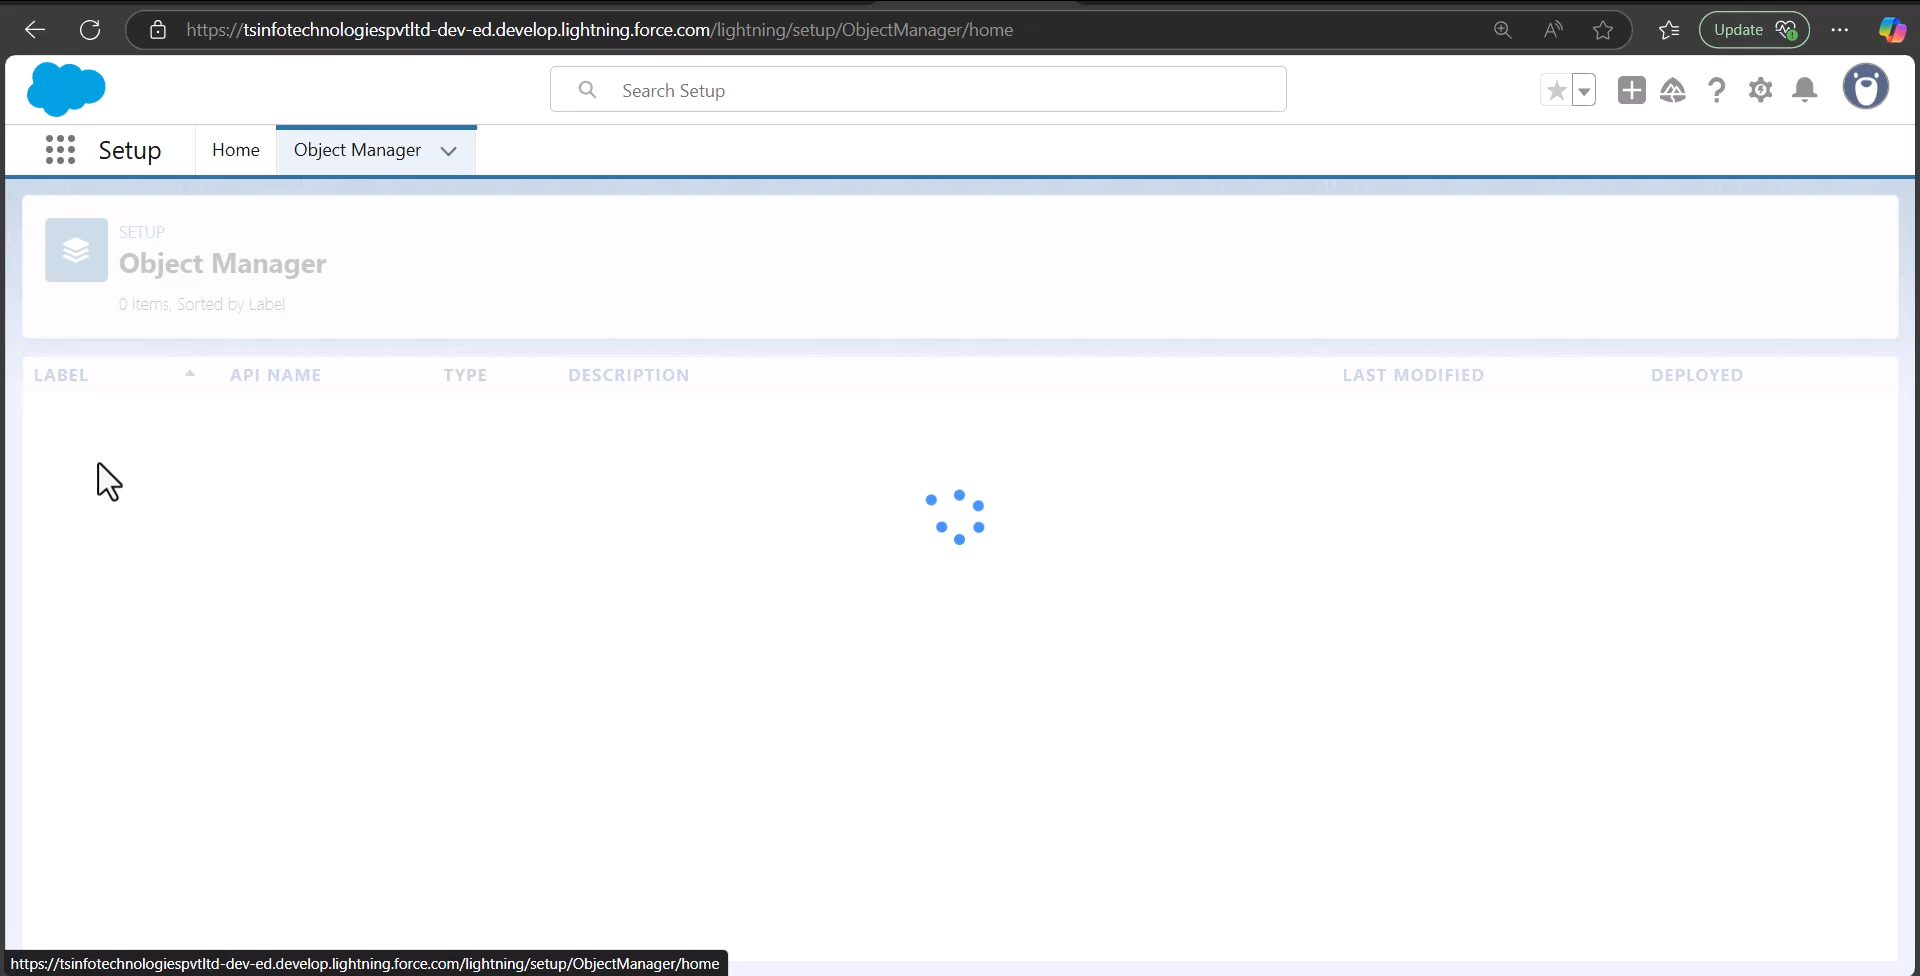 https://tsinfotechnologiespvtltd-dev-ed.develop.lightning.force.com/lightning/setup/ObjectManager/home
Update
Search Setup
Setup
Home
Object Manager
SETUP
Object Manager
0 Items, Sorted by Label
LABEL
API NAME
TYPE
DESCRIPTION
LAST MODIFIED
DEPLOYED
https://tsinfotechnologiespvtltd-dev-ed.develop.lightning.force.com/lightning/setup/ObjectManager/home